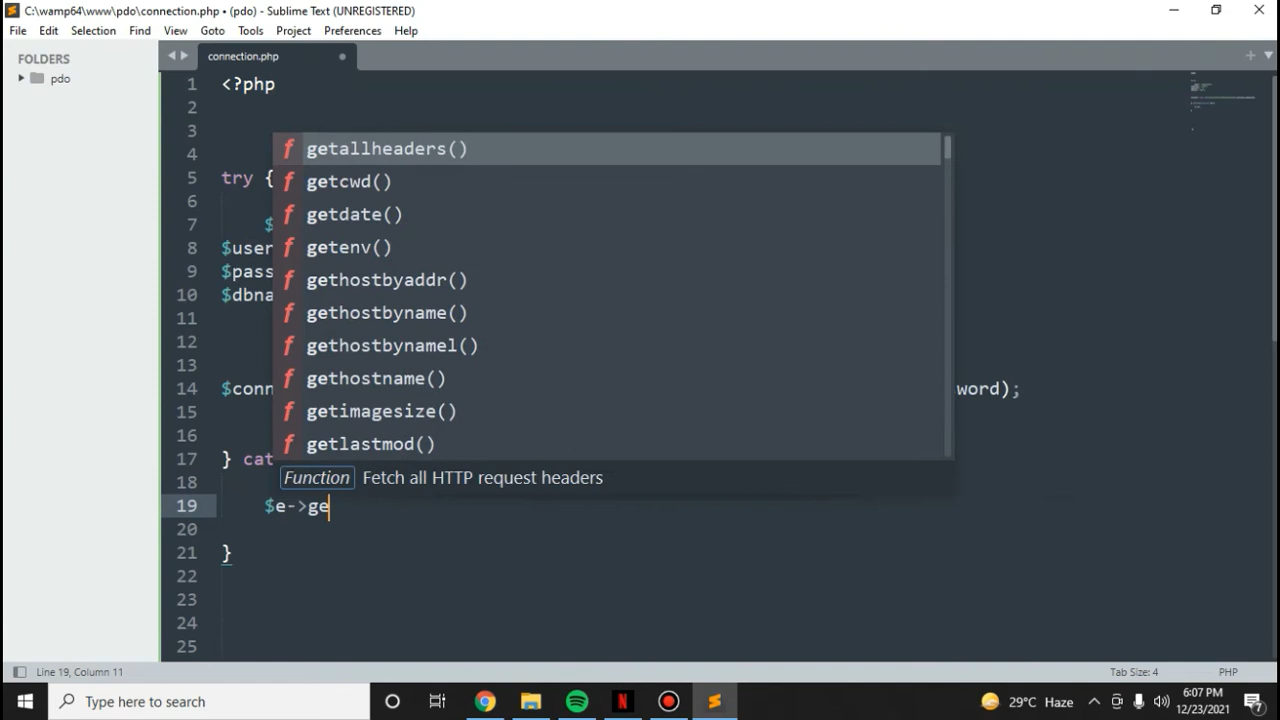 C:\wamp64\www\pdo\connection.php • (pdo) - Sublime Text (UNREGISTERED)
File Edit Selection Find View Goto Tools Project Preferences Help
FOLDERS
pdo
connection.php
1 <?php
2
3
4
5 try {
6
7 $
8 $user
9 $pass
10 $dbna
11
12
13
14 $conn word);
15
16
17 } cat
18
19 $e->ge
20
21 }
22
23
24
25
f getallheaders()
f getcwd()
f getdate()
f getenv()
f gethostbyaddr()
f gethostbyname()
f gethostbynamel()
f gethostname()
f getimagesize()
f getlastmod()
Function Fetch all HTTP request headers
Line 19, Column 11 Tab Size: 4 PHP
Type here to search
29°C Haze
6:07 PM
12/23/2021
7